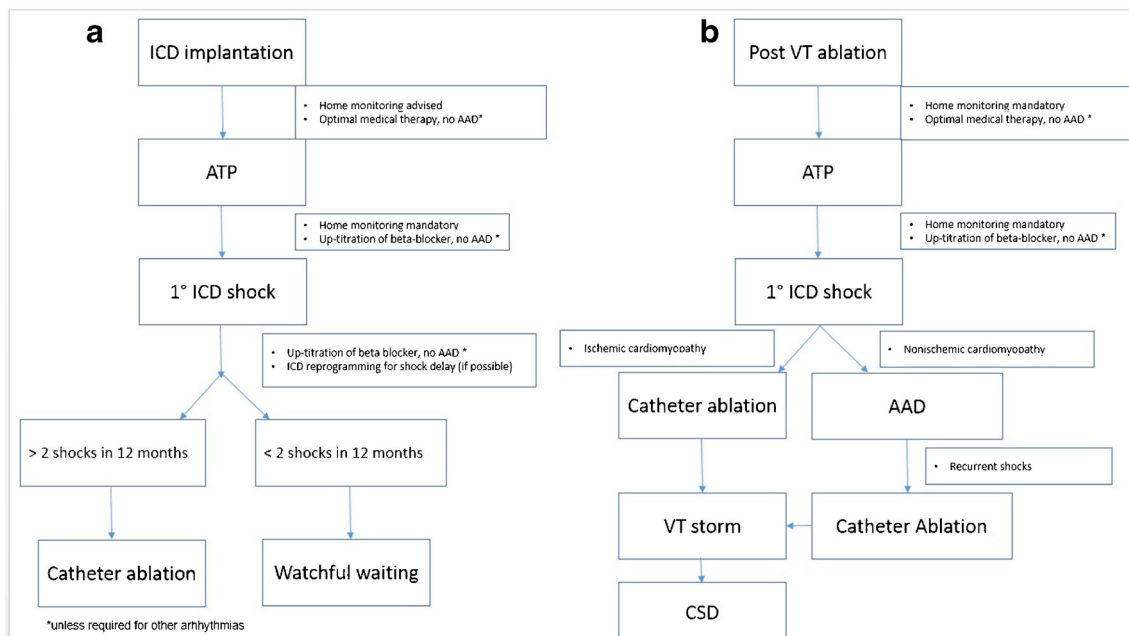 a
ICD implantation
• Home monitoring advised
• Optimal medical therapy, no AAD*
ATP
• Home monitoring mandatory
• Up-titration of beta-blocker, no AAD *
1° ICD shock
• Up-titration of beta blocker, no AAD *
• ICD reprogramming for shock delay (if possible)
> 2 shocks in 12 months
< 2 shocks in 12 months
Catheter ablation
Watchful waiting
*unless required for other arhhythmias
b
Post VT ablation
• Home monitoring mandatory
• Optimal medical therapy, no AAD *
ATP
• Home monitoring mandatory
• Up-titration of beta-blocker, no AAD *
1° ICD shock
• Ischemic cardiomyopathy
• Nonischemic cardiomyopathy
Catheter ablation
AAD
• Recurrent shocks
VT storm
Catheter Ablation
CSD